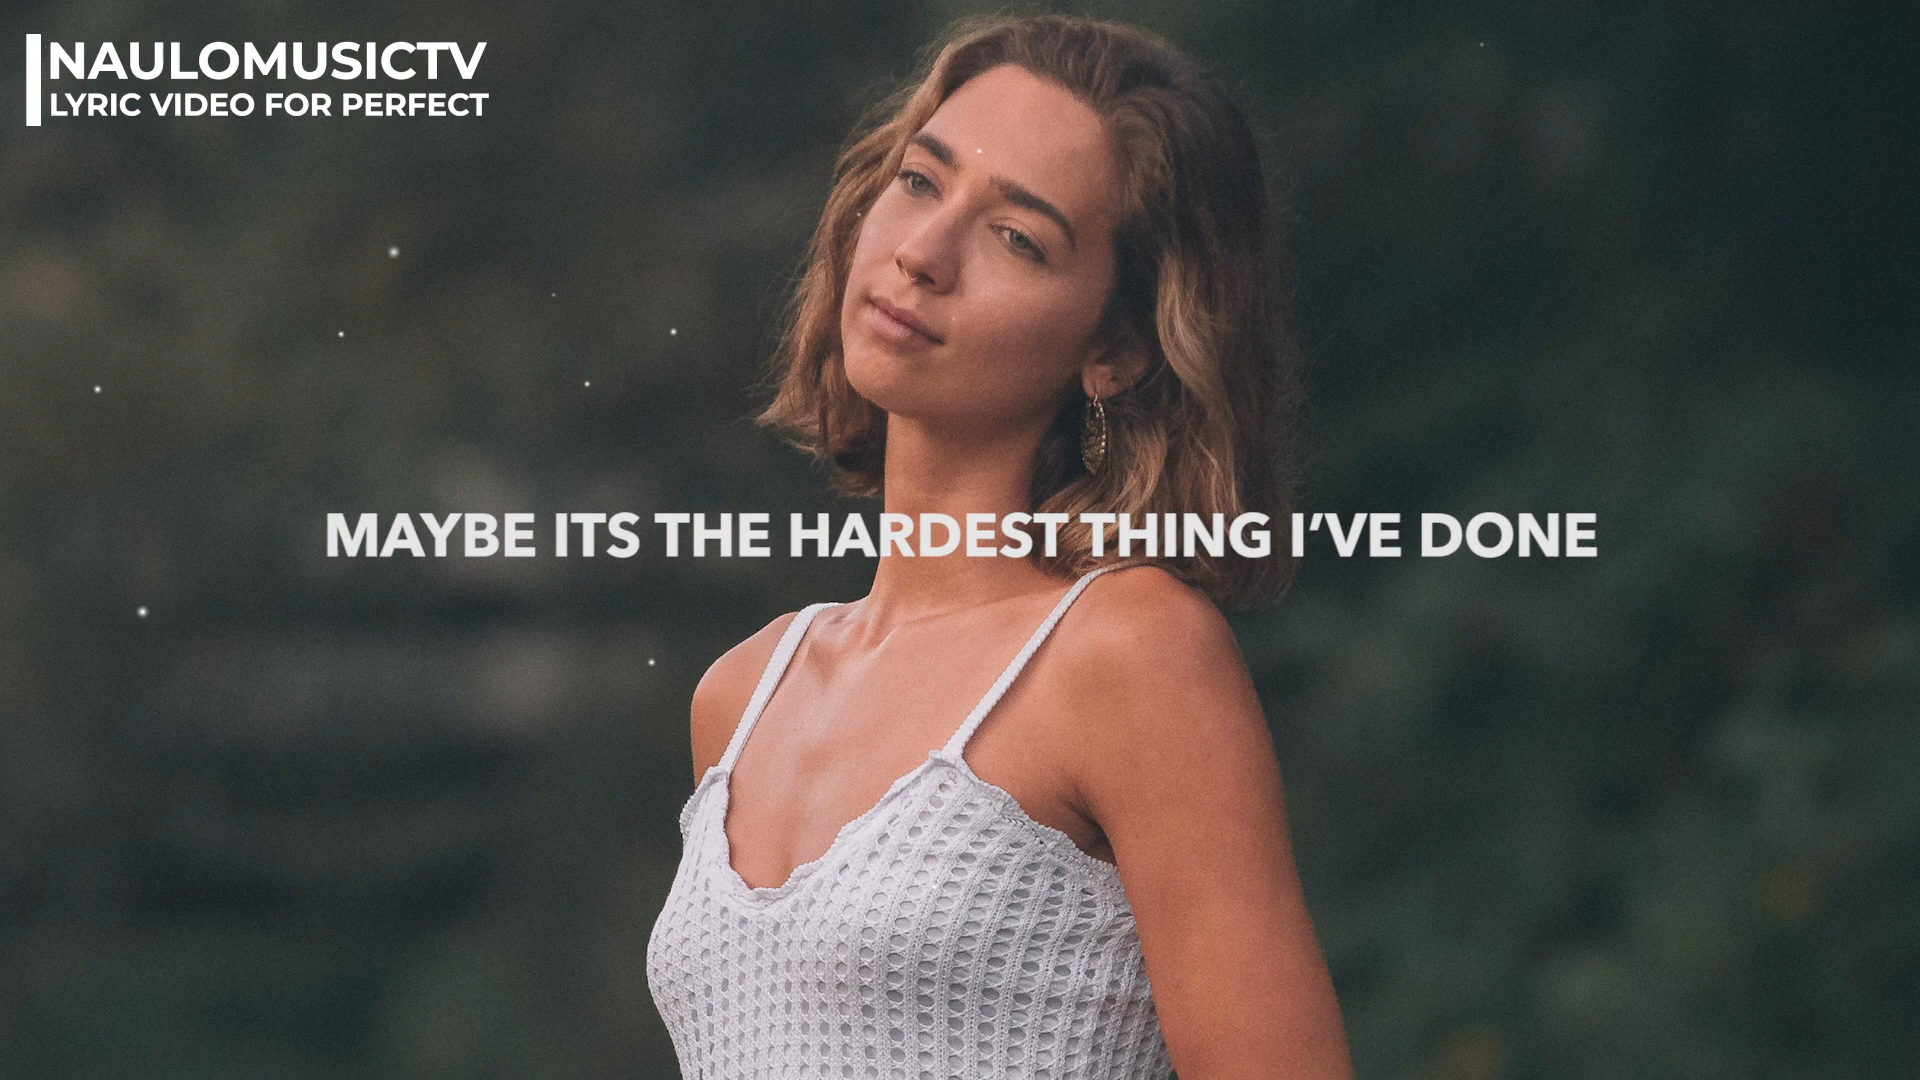 NAULOMUSICTV
LYRIC VIDEO FOR PERFECT
MAYBE ITS THE HARDEST THING I’VE DONE